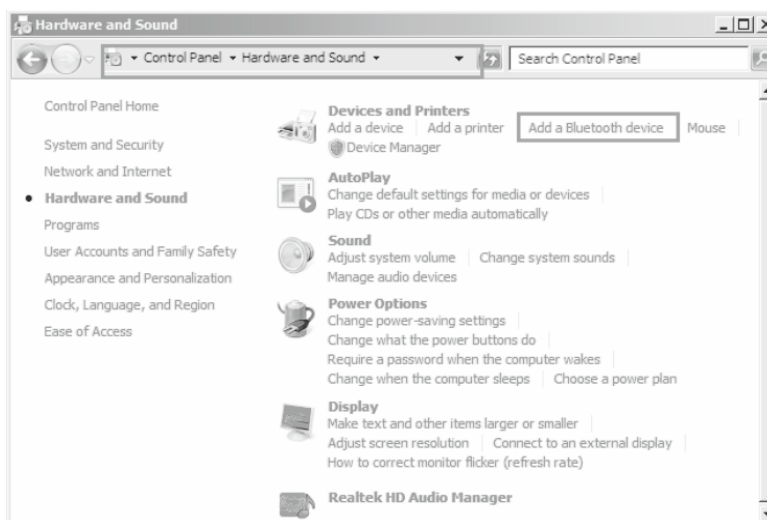 Hardware and Sound
Control Panel Hardware and Sound
Search Control Panel
Control Panel Home
System and Security
Network and Internet
Hardware and Sound
Programs
User Accounts and Family Safety
Appearance and Personalization
Clock, Language, and Region
Ease of Access
Devices and Printers
Add a device Add a printer Add a Bluetooth device Mouse
Device Manager
AutoPlay
Change default settings for media or devices
Play CDs or other media automatically
Sound
Adjust system volume Change system sounds
Manage audio devices
Power Options
Change power-saving settings
Change what the power buttons do
Require a password when the computer wakes
Change when the computer sleeps Choose a power plan
Display
Make text and other items larger or smaller
Adjust screen resolution Connect to an external display
How to correct monitor flicker (refresh rate)
Realtek HD Audio Manager